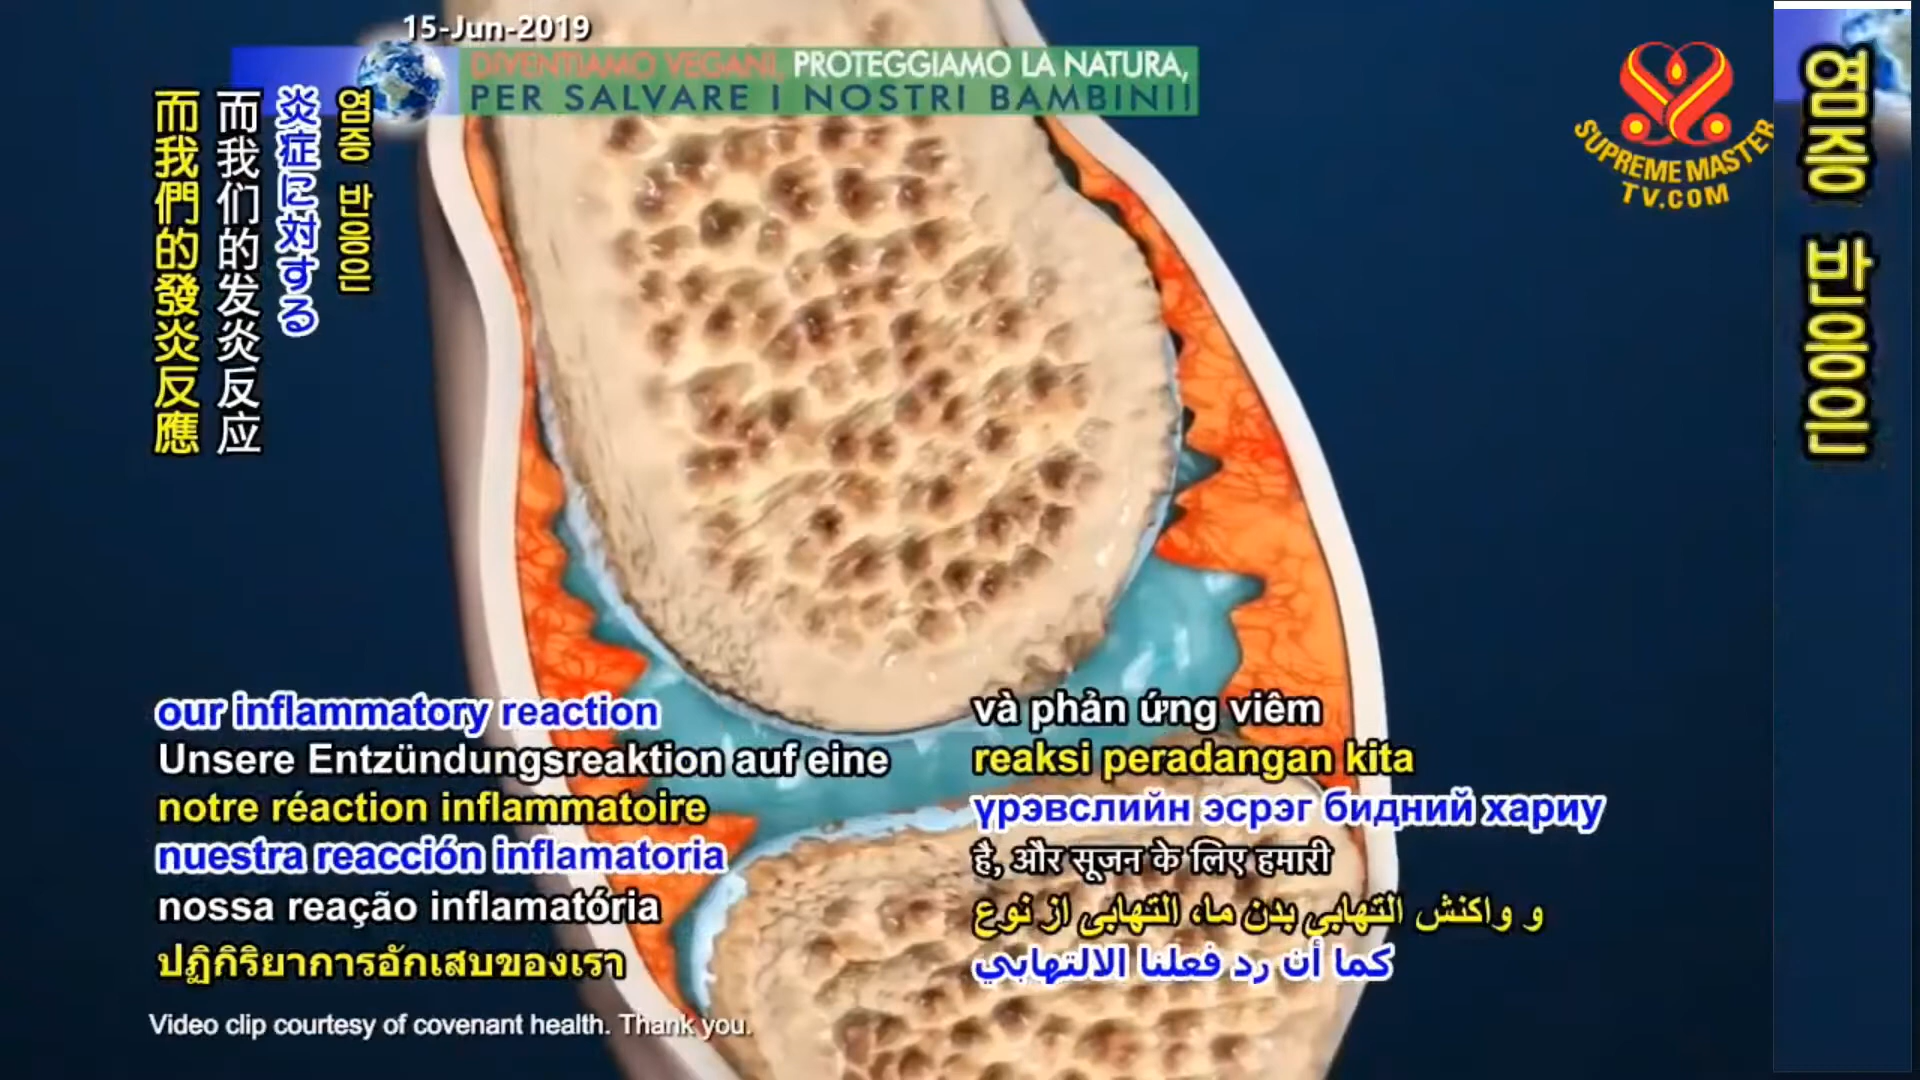 15-Jun-2019
DIVENTIAMO VEGANI, PROTEGGIAMO LA NATURA,
PER SALVARE I NOSTRI BAMBINI!
SUPREME MASTER
TV.COM
염증 반응인
炎症に対する
而我们的发炎反应
而我們的發炎反應
염증 반응인
our inflammatory reaction
Unsere Entzündungsreaktion auf eine
notre réaction inflammatoire
nuestra reacción inflamatoria
nossa reação inflamatória
ปฏิกิริยาการอักเสบของเรา
và phản ứng viêm
reaksi peradangan kita
үрэвслийн эсрэг бидний хариу
है, और सूजन के लिए हमारी
و واکنش التهابی بدن ما، التهابی از نوع
كما أن رد فعلنا الالتهابي
Video clip courtesy of covenant health. Thank you.